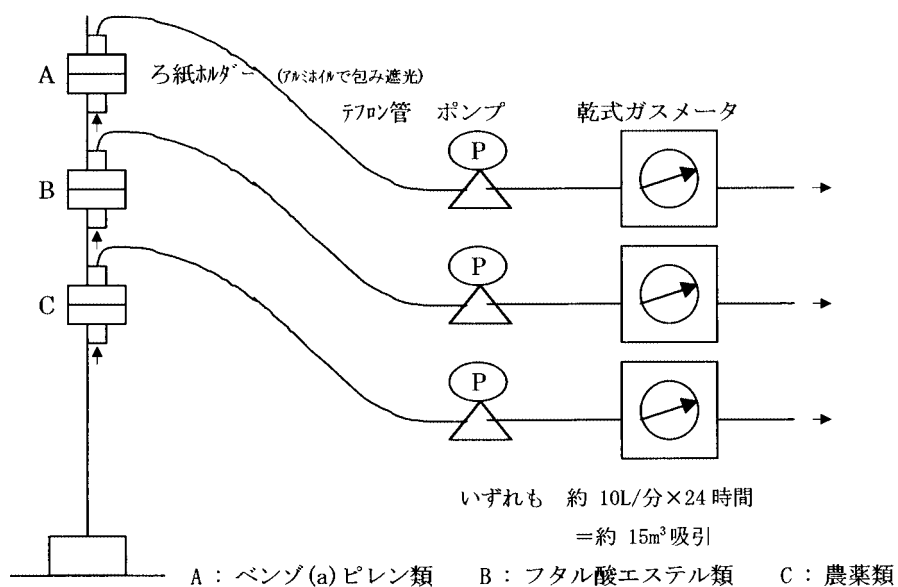 A ろ紙ﾎﾙﾀﾞｰ (ｱﾙﾐﾎｲﾙで包み遮光)
ﾃﾌﾛﾝ管 ポンプ 乾式ガスメータ
P
B
P
C
P
いずれも 約 10L/分×24時間
＝約 15m³吸引
A：ベンゾ(a)ピレン類 B：フタル酸エステル類 C：農薬類